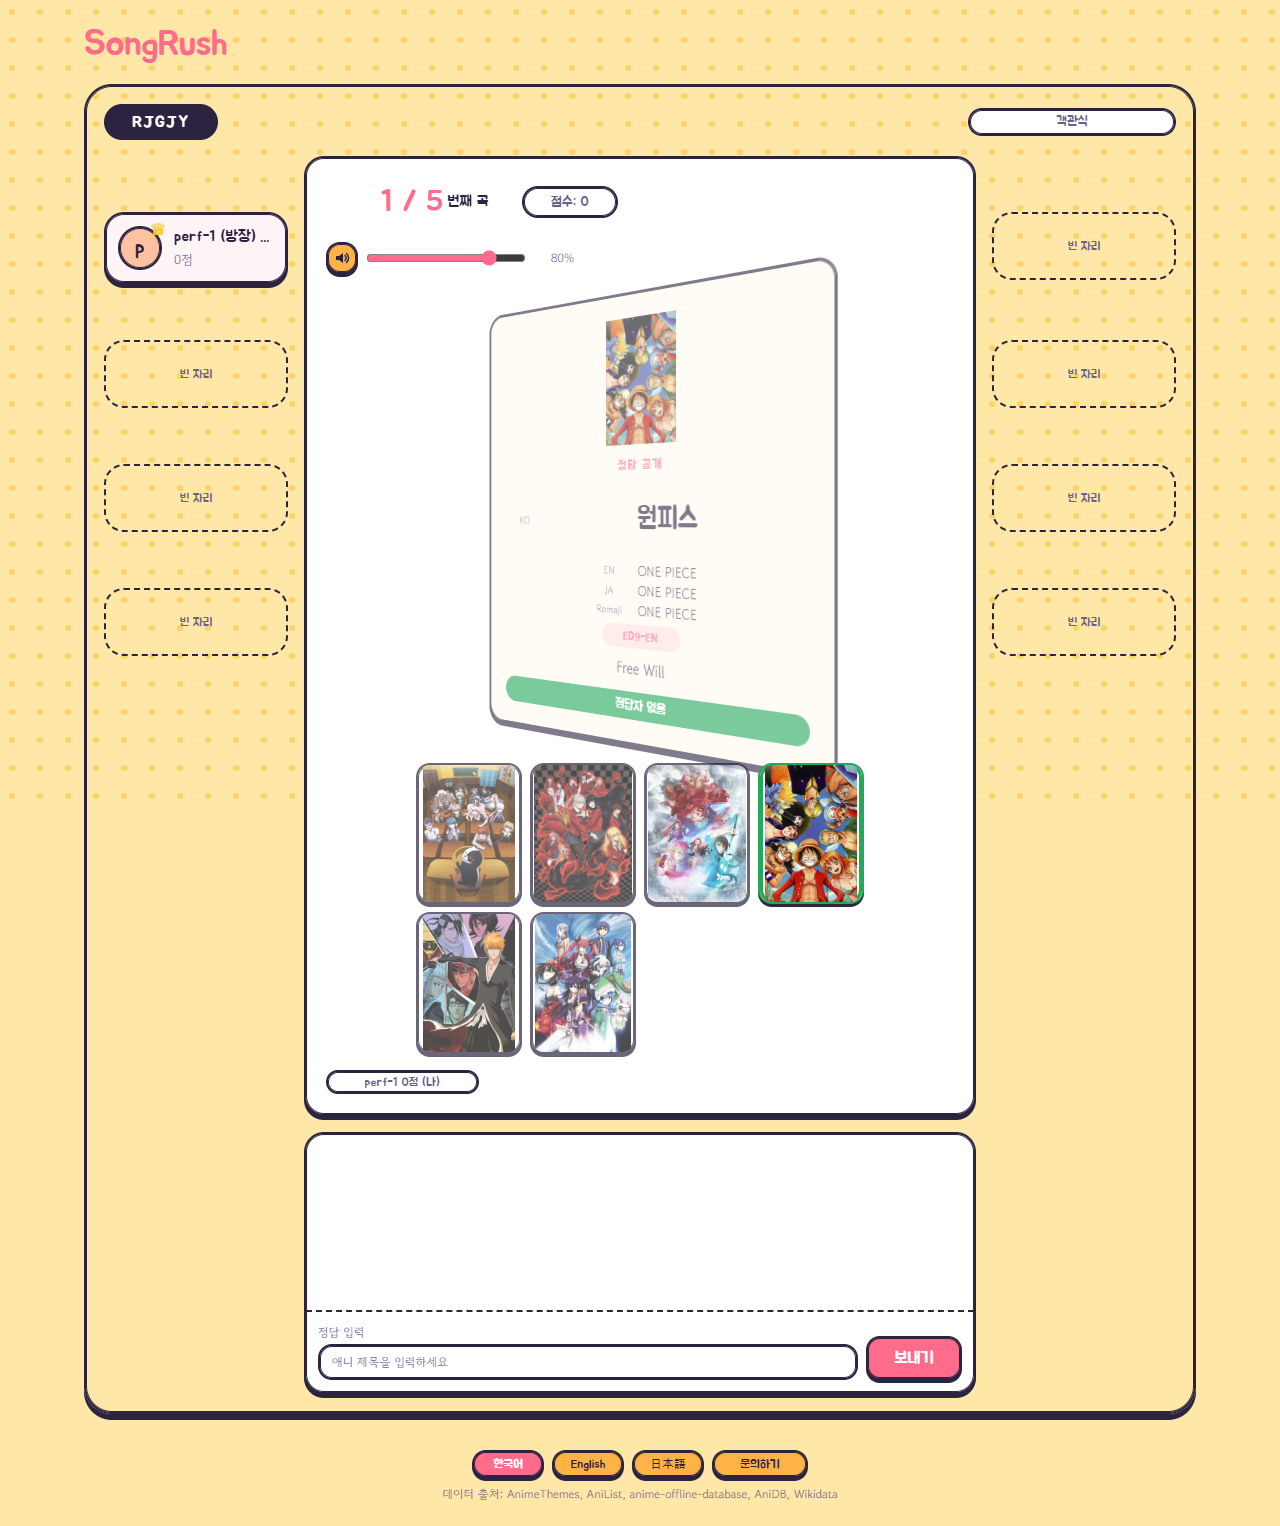 SongRush
RJGJY
객관식
1 / 5 번째 곡
점수: 0
P
perf-1 (방장) ...
0점
80%
빈 자리
빈 자리
빈 자리
빈 자리
빈 자리
빈 자리
빈 자리
정답 공개
KO 원피스
EN ONE PIECE
JA ONE PIECE
Romaji ONE PIECE
ED9-EN
Free Will
정답자 없음
perf-1 0점 (나)
정답 입력
애니 제목을 입력하세요
보내기
한국어
English
日本語
문의하기
데이터 출처: AnimeThemes, AniList, anime-offline-database, AniDB, Wikidata